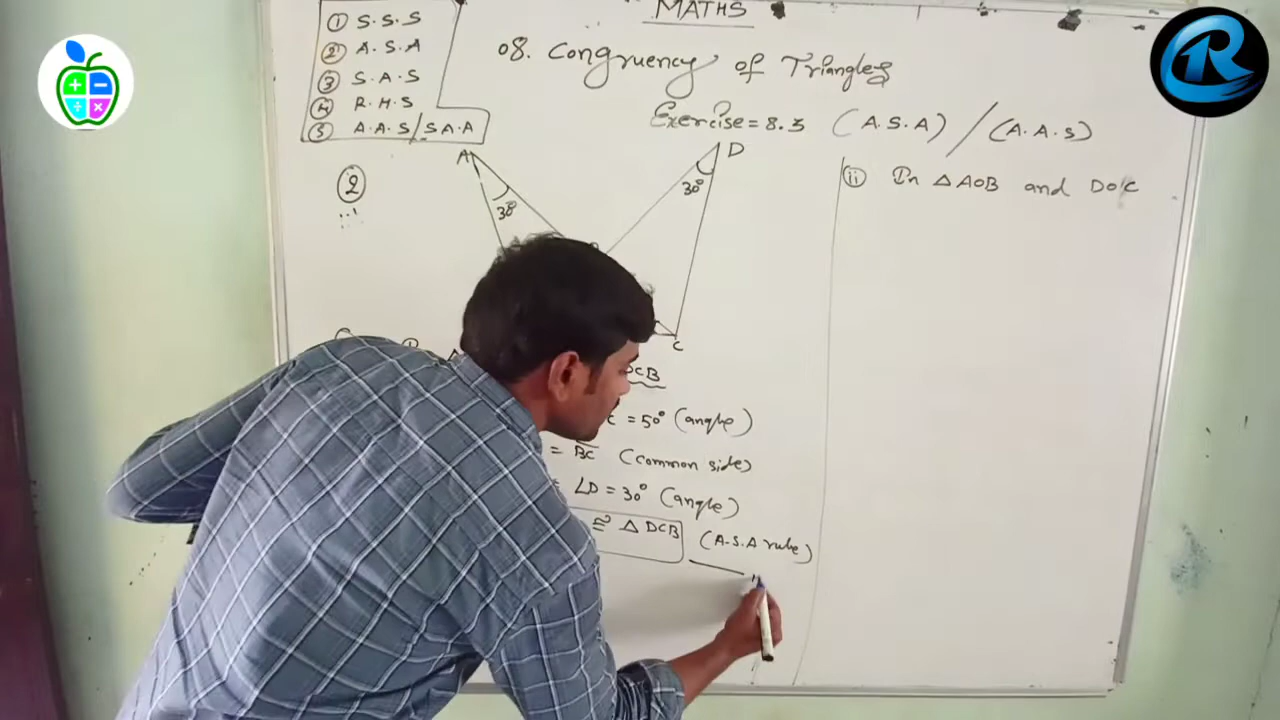 MATHS
① S.S.S
② A.S.A
③ S.A.S
④ R.H.S
⑤ A.A.S/SAA
08. Congruency of Triangles
Exercise = 8.3 (A.S.A) / (A.A.S)
②
A
30°
D
30°
C
DCB
= 50° (angle)
= BC (common side)
∠D = 30° (angle)
≅ △DCB (A.S.A rule)
ⅱ In △AOB and DOC
R